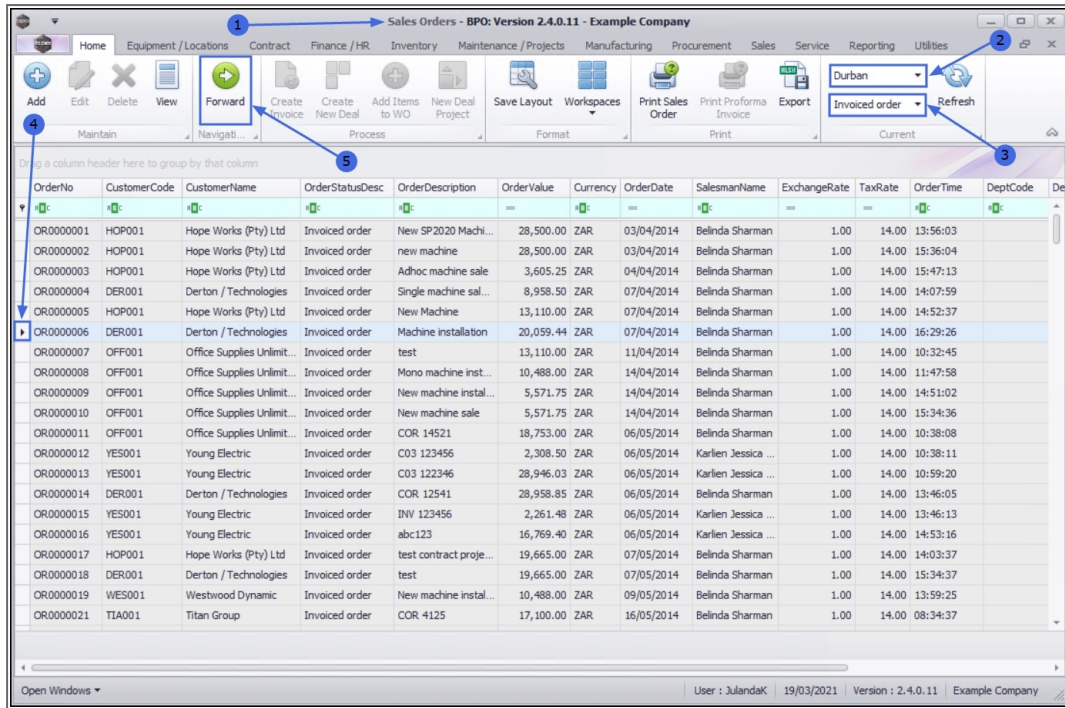 1
Sales Orders - BPO: Version 2.4.0.11 - Example Company
Home Equipment / Locations Contract Finance / HR Inventory Maintenance / Projects Manufacturing Procurement Sales Service Reporting Utilities
2
Add Edit Delete View Forward Create Invoice Create New Deal Add Items to WO New Deal Project Save Layout Workspaces Print Sales Order Print Proforma Invoice Export Durban Invoiced order Refresh
4
Maintain Navigati... Process Format Print Current
5
3
Drag a column header here to group by that column
OrderNo CustomerCode CustomerName OrderStatusDesc OrderDescription OrderValue Currency OrderDate SalesmanName ExchangeRate TaxRate OrderTime DeptCode De
OR0000001 HOP001 Hope Works (Pty) Ltd Invoiced order New SP2020 Machi... 28,500.00 ZAR 03/04/2014 Belinda Sharman 1.00 14.00 13:56:03
OR0000002 HOP001 Hope Works (Pty) Ltd Invoiced order new machine 28,500.00 ZAR 03/04/2014 Belinda Sharman 1.00 14.00 15:36:04
OR0000003 HOP001 Hope Works (Pty) Ltd Invoiced order Adhoc machine sale 3,605.25 ZAR 04/04/2014 Belinda Sharman 1.00 14.00 15:47:13
OR0000004 DER001 Derton / Technologies Invoiced order Single machine sal... 8,958.50 ZAR 07/04/2014 Belinda Sharman 1.00 14.00 14:07:59
OR0000005 HOP001 Hope Works (Pty) Ltd Invoiced order New Machine 13,110.00 ZAR 07/04/2014 Belinda Sharman 1.00 14.00 14:52:37
OR0000006 DER001 Derton / Technologies Invoiced order Machine installation 20,059.44 ZAR 07/04/2014 Belinda Sharman 1.00 14.00 16:29:26
OR0000007 OFF001 Office Supplies Unlimit... Invoiced order test 13,110.00 ZAR 11/04/2014 Belinda Sharman 1.00 14.00 10:32:45
OR0000008 OFF001 Office Supplies Unlimit... Invoiced order Mono machine inst... 10,488.00 ZAR 14/04/2014 Belinda Sharman 1.00 14.00 11:47:58
OR0000009 OFF001 Office Supplies Unlimit... Invoiced order New machine instal... 5,571.75 ZAR 14/04/2014 Belinda Sharman 1.00 14.00 14:51:02
OR0000010 OFF001 Office Supplies Unlimit... Invoiced order New machine sale 5,571.75 ZAR 14/04/2014 Belinda Sharman 1.00 14.00 15:34:36
OR0000011 OFF001 Office Supplies Unlimit... Invoiced order COR 14521 18,753.00 ZAR 06/05/2014 Belinda Sharman 1.00 14.00 10:38:08
OR0000012 YES001 Young Electric Invoiced order C03 123456 2,308.50 ZAR 06/05/2014 Karlien Jessica ... 1.00 14.00 10:38:11
OR0000013 YES001 Young Electric Invoiced order C03 122346 28,946.03 ZAR 06/05/2014 Karlien Jessica ... 1.00 14.00 10:59:20
OR0000014 DER001 Derton / Technologies Invoiced order COR 12541 28,958.85 ZAR 06/05/2014 Belinda Sharman 1.00 14.00 13:46:05
OR0000015 YES001 Young Electric Invoiced order INV 123456 2,261.48 ZAR 06/05/2014 Karlien Jessica ... 1.00 14.00 13:46:13
OR0000016 YES001 Young Electric Invoiced order abc123 16,769.40 ZAR 06/05/2014 Karlien Jessica ... 1.00 14.00 14:53:16
OR0000017 HOP001 Hope Works (Pty) Ltd Invoiced order test contract proje... 19,665.00 ZAR 07/05/2014 Belinda Sharman 1.00 14.00 14:03:37
OR0000018 DER001 Derton / Technologies Invoiced order test 19,665.00 ZAR 07/05/2014 Belinda Sharman 1.00 14.00 15:34:37
OR0000019 WES001 Westwood Dynamic Invoiced order New machine instal... 10,488.00 ZAR 09/05/2014 Belinda Sharman 1.00 14.00 13:59:25
OR0000021 TIA001 Titan Group Invoiced order COR 4125 17,100.00 ZAR 16/05/2014 Belinda Sharman 1.00 14.00 08:34:37
Open Windows User : JulandaK 19/03/2021 Version : 2.4.0.11 Example Company